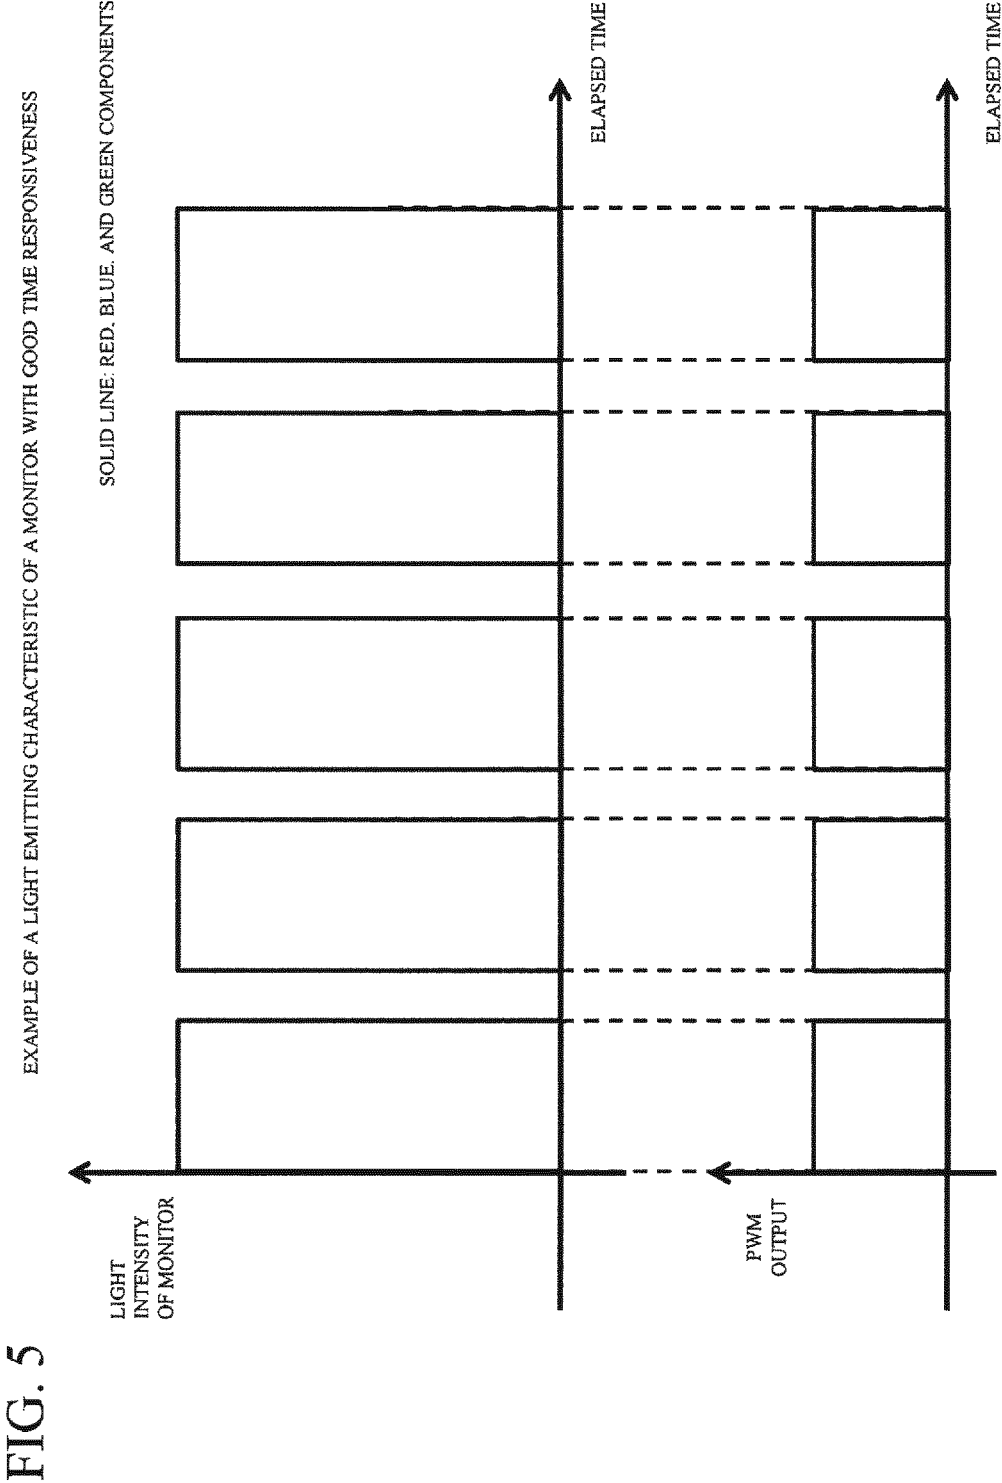 FIG. 5
EXAMPLE OF A LIGHT EMITTING CHARACTERISTIC OF A MONITOR WITH GOOD TIME RESPONSIVENESS
SOLID LINE: RED, BLUE, AND GREEN COMPONENTS
LIGHT
INTENSITY
OF MONITOR
ELAPSED TIME
PWM
OUTPUT
ELAPSED TIME